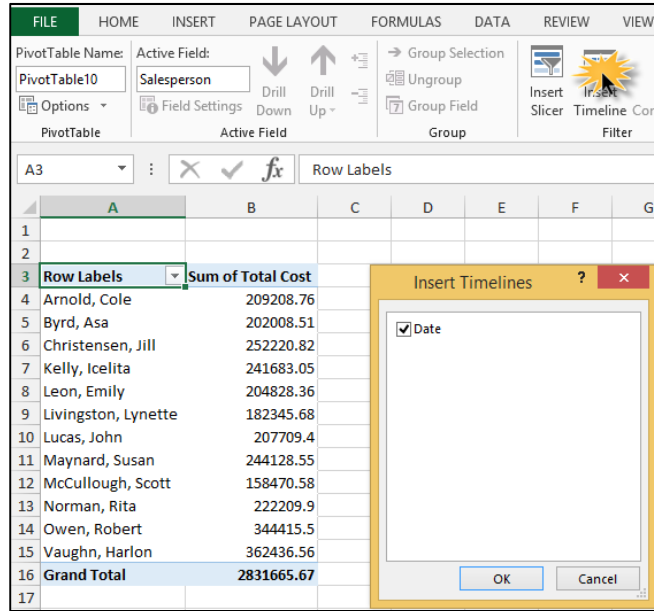 FILE HOME INSERT PAGE LAYOUT FORMULAS DATA REVIEW VIEW
PivotTable Name: Active Field:
PivotTable10 Salesperson
Options Field Settings Drill Down Drill Up
→ Group Selection
Ungroup
7 Group Field
Insert Slicer Insert Timeline
PivotTable Active Field Group Filter
A3 fx Row Labels
A B C D E F G
1
2
3 Row Labels Sum of Total Cost
4 Arnold, Cole 209208.76
5 Byrd, Asa 202008.51
6 Christensen, Jill 252220.82
7 Kelly, Icelita 241683.05
8 Leon, Emily 204828.36
9 Livingston, Lynette 182345.68
10 Lucas, John 207709.4
11 Maynard, Susan 244128.55
12 McCullough, Scott 158470.58
13 Norman, Rita 222209.9
14 Owen, Robert 344415.5
15 Vaughn, Harlon 362436.56
16 Grand Total 2831665.67
17
Insert Timelines ? ×
Date
OK Cancel